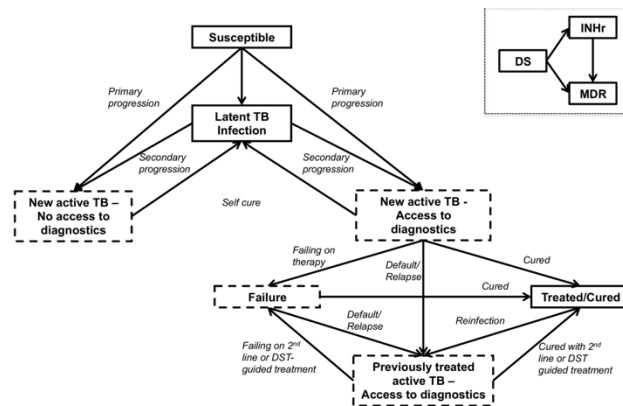 Susceptible
INHr
DS
MDR
Primary
progression
Primary
progression
Latent TB
Infection
Secondary
progression
Secondary
progression
New active TB –
No access to
diagnostics
Self cure
New active TB -
Access to
diagnostics
Failing on
therapy
Default/
Relapse
Cured
Failure
Cured
Treated/Cured
Default/
Relapse
Reinfection
Failing on 2nd
line or DST-
guided treatment
Previously treated
active TB –
Access to diagnostics
Cured with 2nd
line or DST
guided treatment